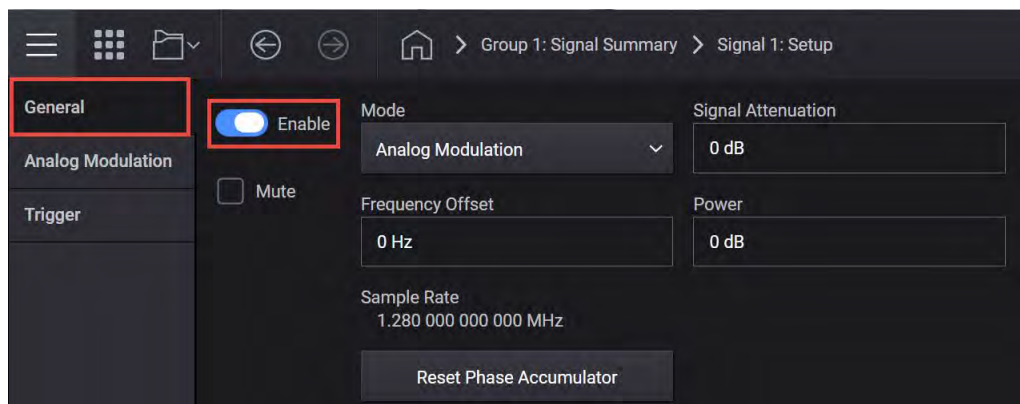 Group 1: Signal Summary > Signal 1: Setup
General
Analog Modulation
Trigger
Enable
Mute
Mode
Analog Modulation
Signal Attenuation
0 dB
Frequency Offset
0 Hz
Power
0 dB
Sample Rate
1.280 000 000 000 MHz
Reset Phase Accumulator